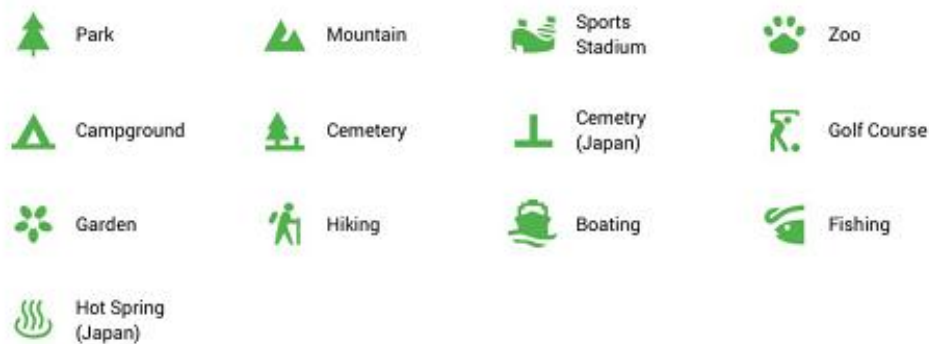 Park
Mountain
Sports
Stadium
Zoo
Campground
Cemetery
Cemetry
(Japan)
Golf Course
Garden
Hiking
Boating
Fishing
Hot Spring
(Japan)